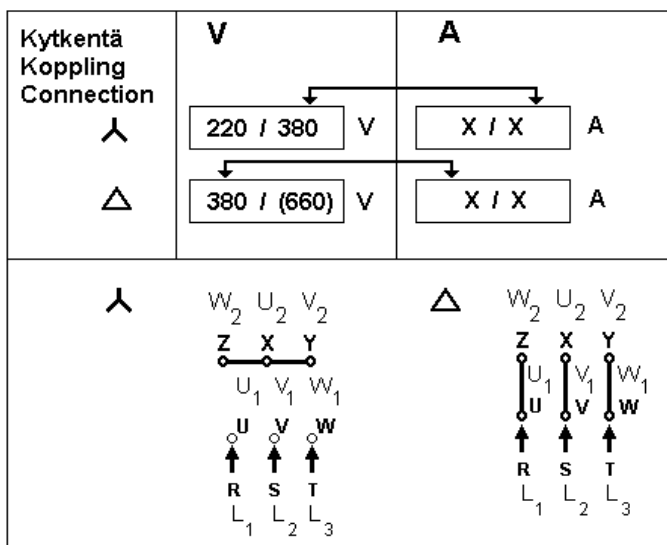 Kytkentä V A
Koppling
Connection
220 / 380 V X / X A
380 / (660) V X / X A
W2 U2 V2
Z X Y
U1 V1 W1
U V W
R S T
L1 L2 L3
W2 U2 V2
Z X Y
U1 V1 W1
U V W
R S T
L1 L2 L3